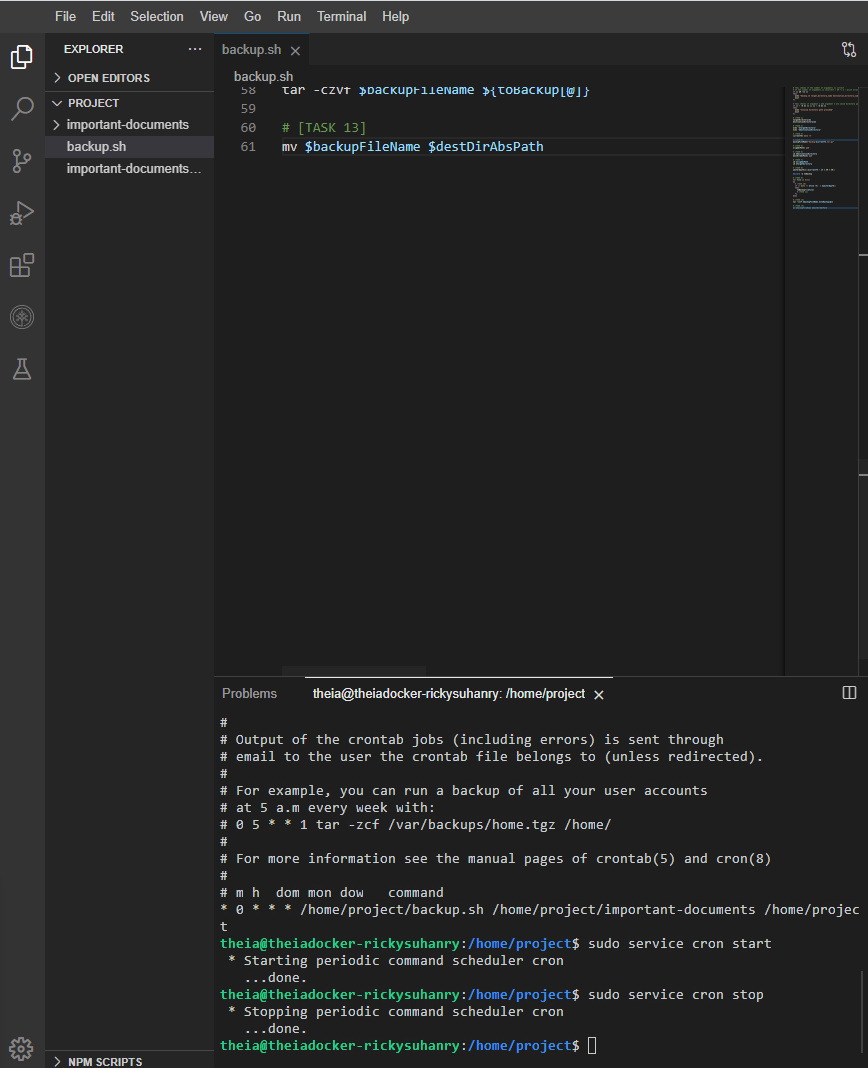 File Edit Selection View Go Run Terminal Help
EXPLORER ...
OPEN EDITORS
PROJECT
important-documents
backup.sh
important-documents...
backup.sh
backup.sh
58 tar -czvf $backupFileName ${toBackup[@]}
59
60 # [TASK 13]
61 mv $backupFileName $destDirAbsPath
Problems theia@theiadocker-rickysuhanry: /home/project
#
# Output of the crontab jobs (including errors) is sent through
# email to the user the crontab file belongs to (unless redirected).
#
# For example, you can run a backup of all your user accounts
# at 5 a.m every week with:
# 0 5 * * 1 tar -zcf /var/backups/home.tgz /home/
#
# For more information see the manual pages of crontab(5) and cron(8)
#
# m h  dom mon dow   command
* 0 * * * /home/project/backup.sh /home/project/important-documents /home/projec
t
theia@theiadocker-rickysuhanry:/home/project$ sudo service cron start
 * Starting periodic command scheduler cron
   ...done.
theia@theiadocker-rickysuhanry:/home/project$ sudo service cron stop
 * Stopping periodic command scheduler cron
   ...done.
theia@theiadocker-rickysuhanry:/home/project$
NPM SCRIPTS